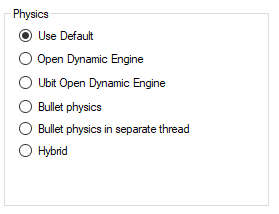 Physics
Use Default
Open Dynamic Engine
Ubit Open Dynamic Engine
Bullet physics
Bullet physics in separate thread
Hybrid